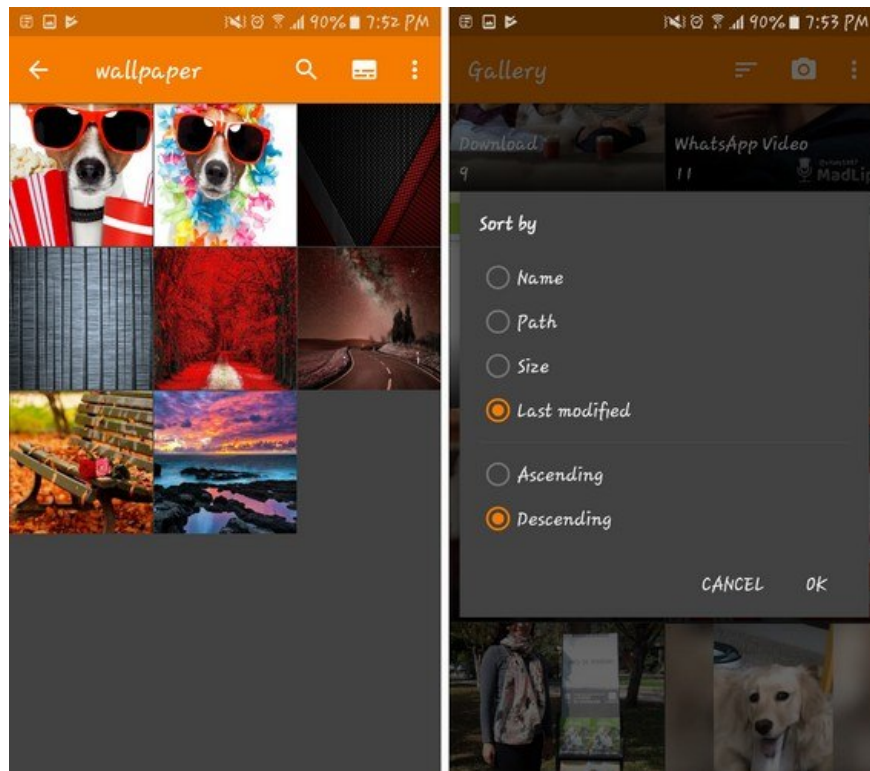 90% 7:52 PM
wallpaper
90% 7:53 PM
Gallery
Download
9
WhatsApp Video
11
MadLip
Sort by
Name
Path
Size
Last modified
Ascending
Descending
CANCEL
OK